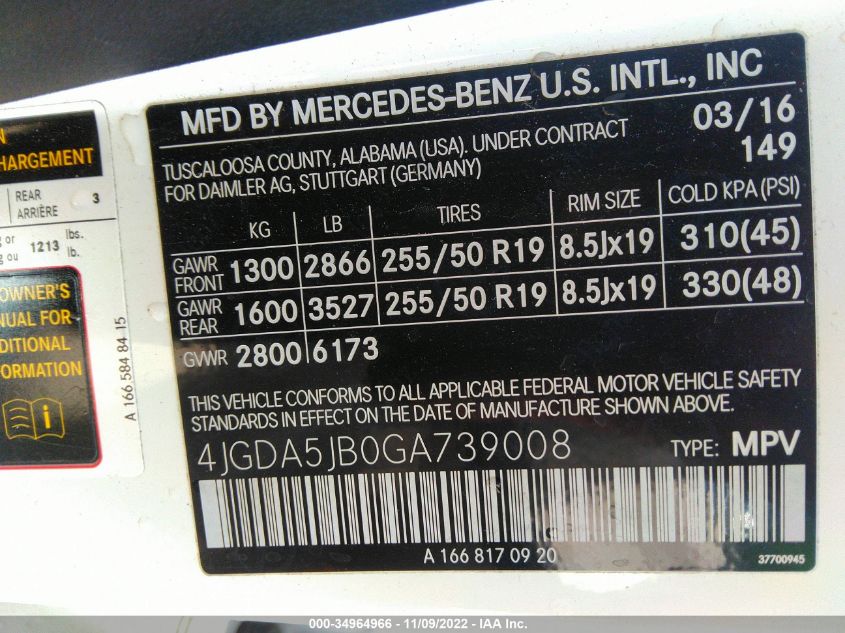 MFD BY MERCEDES-BENZ U.S. INTL., INC
TUSCALOOSA COUNTY, ALABAMA (USA). UNDER CONTRACT
FOR DAIMLER AG, STUTTGART (GERMANY)
03/16
149
KG LB TIRES RIM SIZE COLD KPA (PSI)
GAWR FRONT 1300 2866 255/50 R19 8.5Jx19 310(45)
GAWR REAR 1600 3527 255/50 R19 8.5Jx19 330(48)
GVWR 2800 6173
THIS VEHICLE CONFORMS TO ALL APPLICABLE FEDERAL MOTOR VEHICLE SAFETY
STANDARDS IN EFFECT ON THE DATE OF MANUFACTURE SHOWN ABOVE.
4JGDA5JB0GA739008 TYPE: MPV
A 166 817 09 20
37700945
REAR
ARRIÈRE 3
or 1213 lbs.
ou lb.
OWNER'S
FOR
A 166 584 84 15
000-34964966 - 11/09/2022 - IAA Inc.